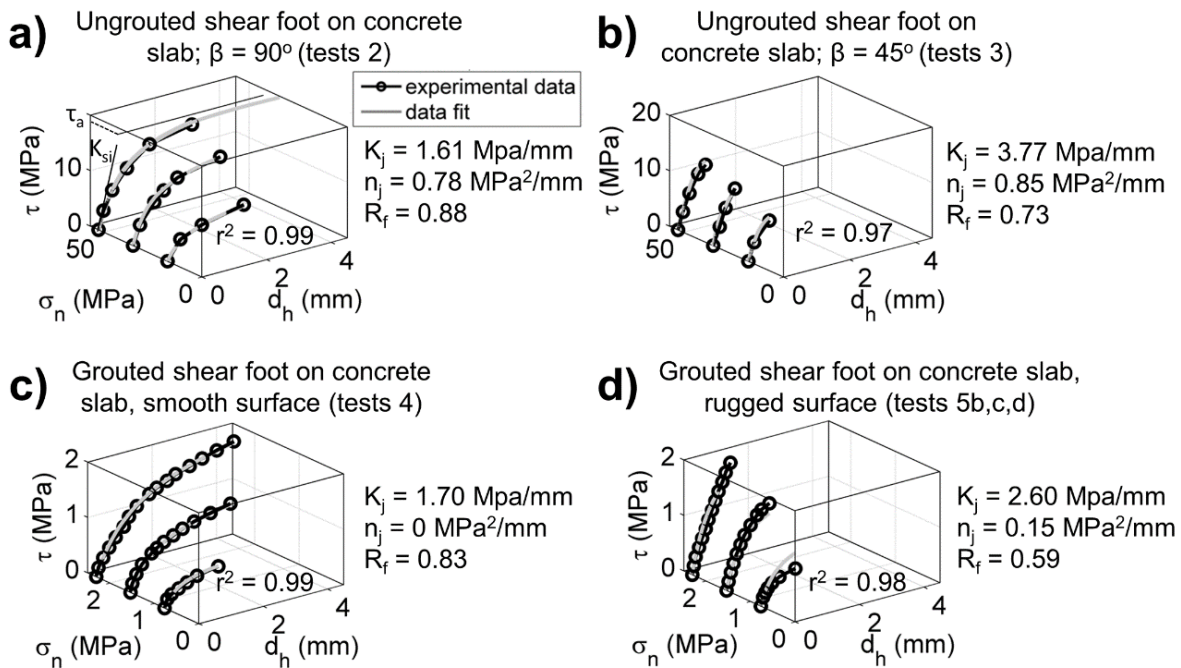 a) Ungrouted shear foot on concrete
slab; β = 90° (tests 2)
experimental data
data fit
τa
Ksi
τ (MPa)
10
0
50
σn (MPa)
0
0
2
4
dh (mm)
r² = 0.99
Kj = 1.61 Mpa/mm
nj = 0.78 MPa²/mm
Rf = 0.88
b) Ungrouted shear foot on
concrete slab; β = 45° (tests 3)
τ (MPa)
20
10
0
50
σn (MPa)
0
0
2
4
dh (mm)
r² = 0.97
Kj = 3.77 Mpa/mm
nj = 0.85 MPa²/mm
Rf = 0.73
c) Grouted shear foot on concrete
slab, smooth surface (tests 4)
τ (MPa)
2
1
0
2
1
0
σn (MPa)
0
2
4
dh (mm)
r² = 0.99
Kj = 1.70 Mpa/mm
nj = 0 MPa²/mm
Rf = 0.83
d) Grouted shear foot on concrete slab,
rugged surface (tests 5b,c,d)
τ (MPa)
2
1
0
2
1
0
σn (MPa)
0
2
4
dh (mm)
r² = 0.98
Kj = 2.60 Mpa/mm
nj = 0.15 MPa²/mm
Rf = 0.59